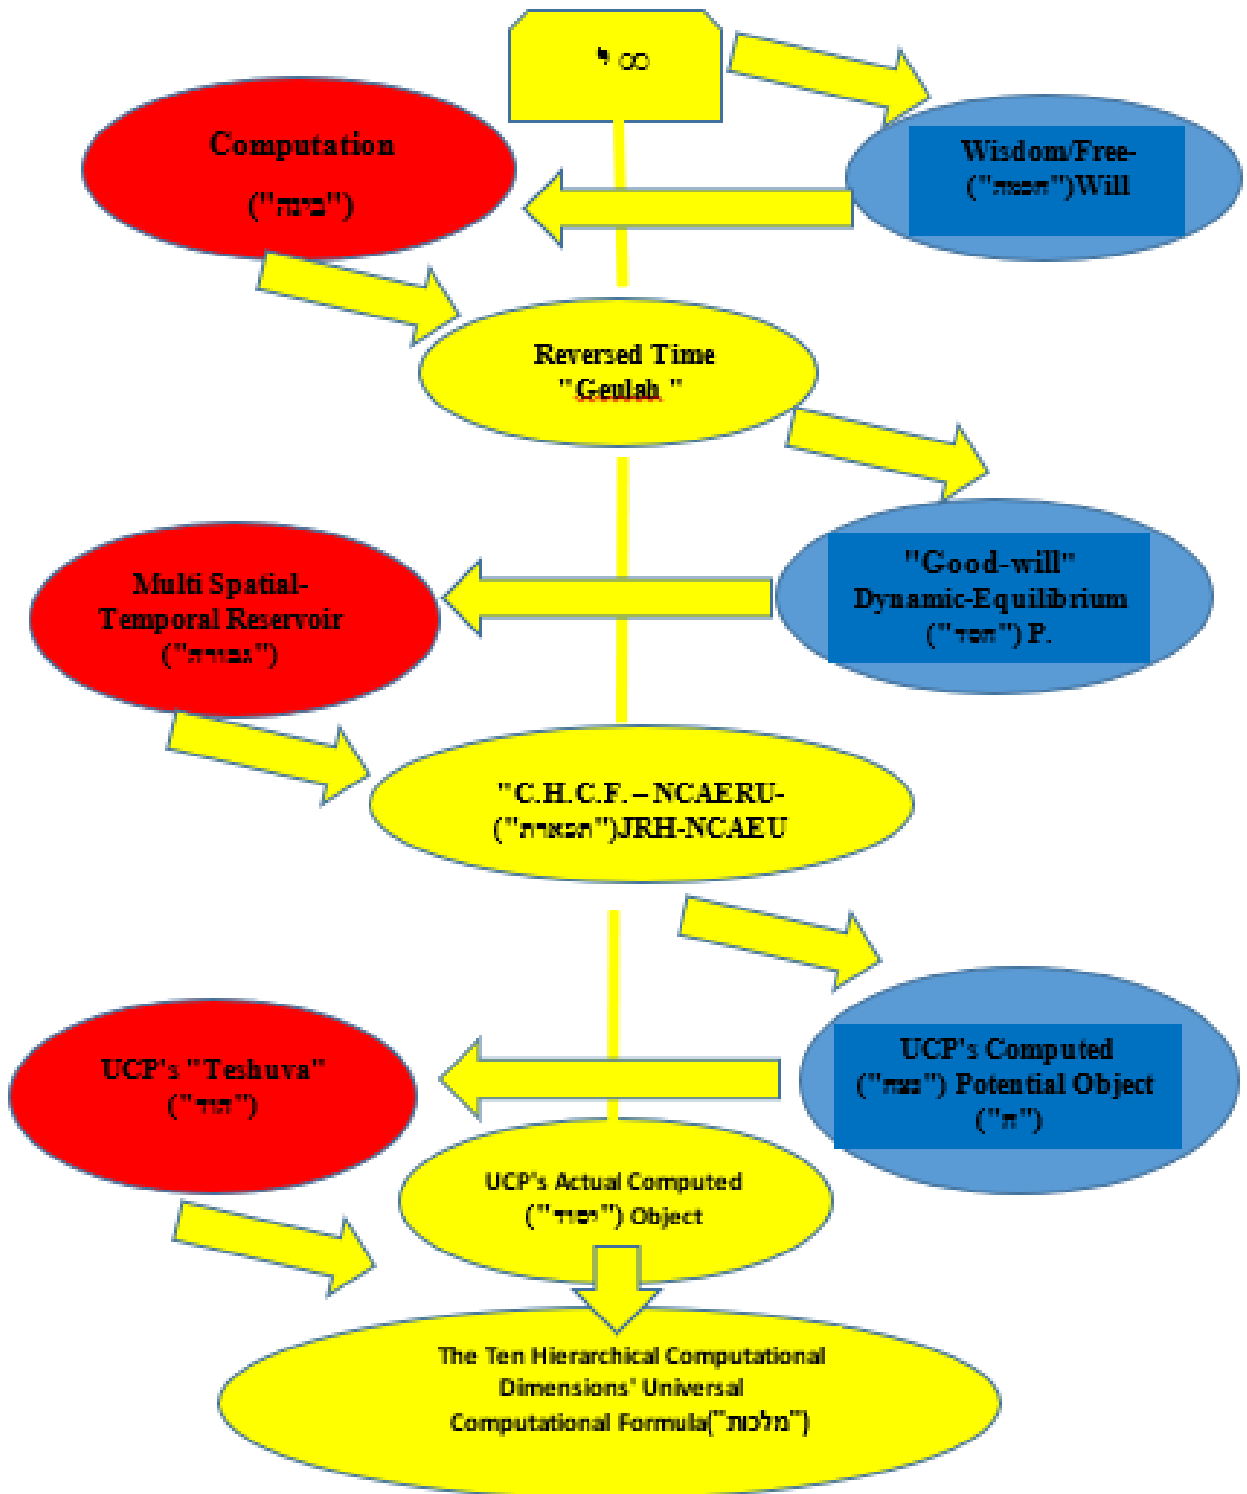 י ∞
Wisdom/Free-
("חכמה")Will
Computation
("בינה")
Reversed Time
"Geulah "
"Good-will"
Dynamic-Equilibrium
("חסד") P.
Multi Spatial-
Temporal Reservoir
("גבורה")
"C.H.C.F. – NCAERU-
("תפארת")JRH-NCAEU
UCP's Computed
("נצח") Potential Object
("ה")
UCP's "Teshuva"
("הוד")
UCP's Actual Computed
("יסוד") Object
The Ten Hierarchical Computational
Dimensions' Universal
Computational Formula("מלכות")